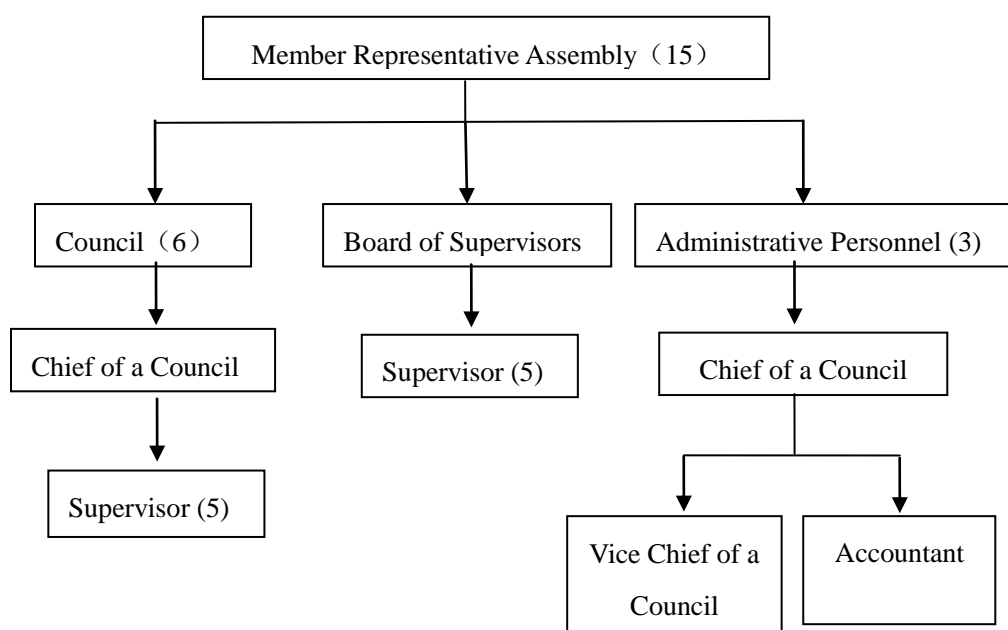 Member Representative Assembly（15）
Council（6）
Board of Supervisors
Administrative Personnel (3)
Chief of a Council
Supervisor (5)
Chief of a Council
Supervisor (5)
Vice Chief of a
Council
Accountant